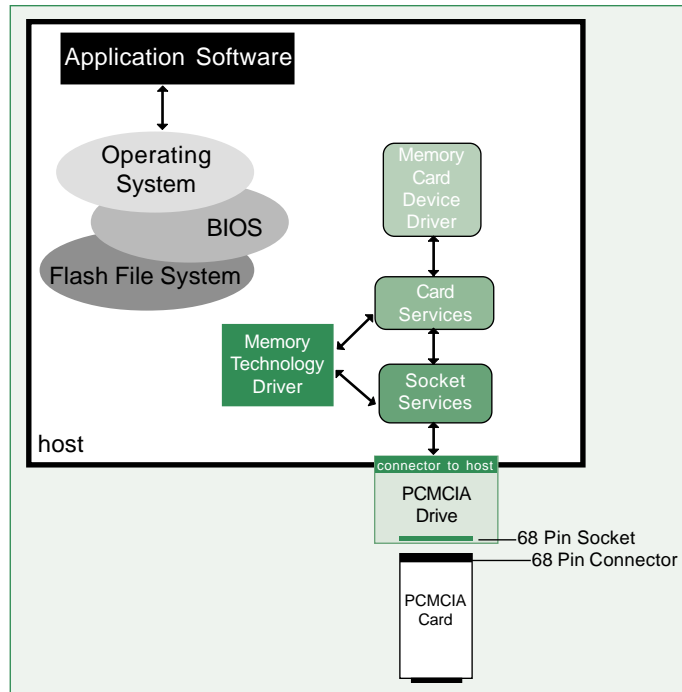 Application Software
Operating
System
BIOS
Flash File System
Memory
Card
Device
Driver
Card
Services
Memory
Technology
Driver
Socket
Services
host
connector to host
PCMCIA
Drive
68 Pin Socket
68 Pin Connector
PCMCIA
Card